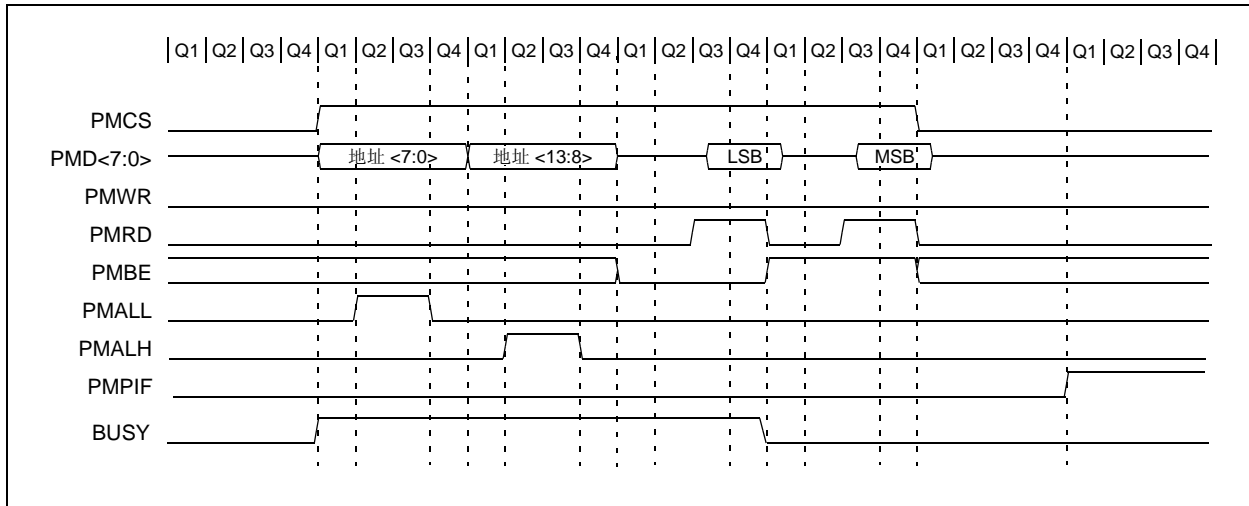 Q1 Q2 Q3 Q4 Q1 Q2 Q3 Q4 Q1 Q2 Q3 Q4 Q1 Q2 Q3 Q4 Q1 Q2 Q3 Q4 Q1 Q2 Q3 Q4 Q1 Q2 Q3 Q4
PMCS
PMD<7:0> 地址 <7:0> 地址 <13:8> LSB MSB
PMWR
PMRD
PMBE
PMALL
PMALH
PMPIF
BUSY